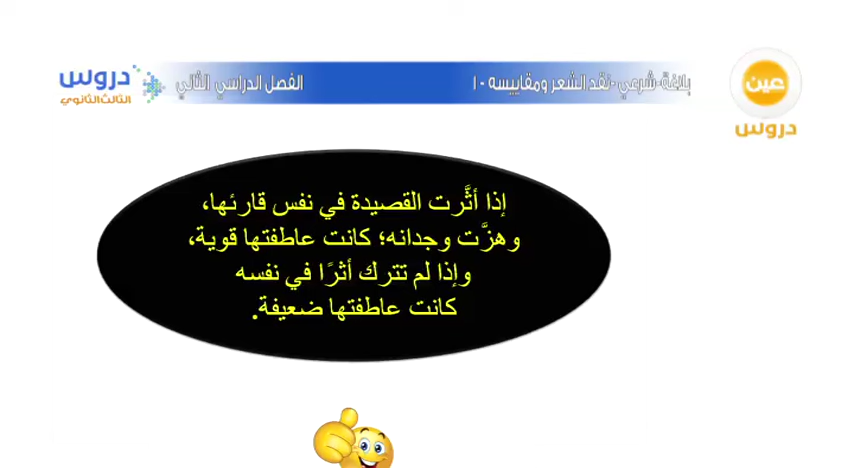 عين
دروس
بلاغة-شرعي -نقد الشعر ومقاييسه - ١
الفصل الدراسي الثاني
دروس
الثالث الثانوي
إذا أثَّرت القصيدة في نفس قارئها،
وهزَّت وجدانه؛ كانت عاطفتها قوية،
وإذا لم تترك أثرًا في نفسه
كانت عاطفتها ضعيفة.